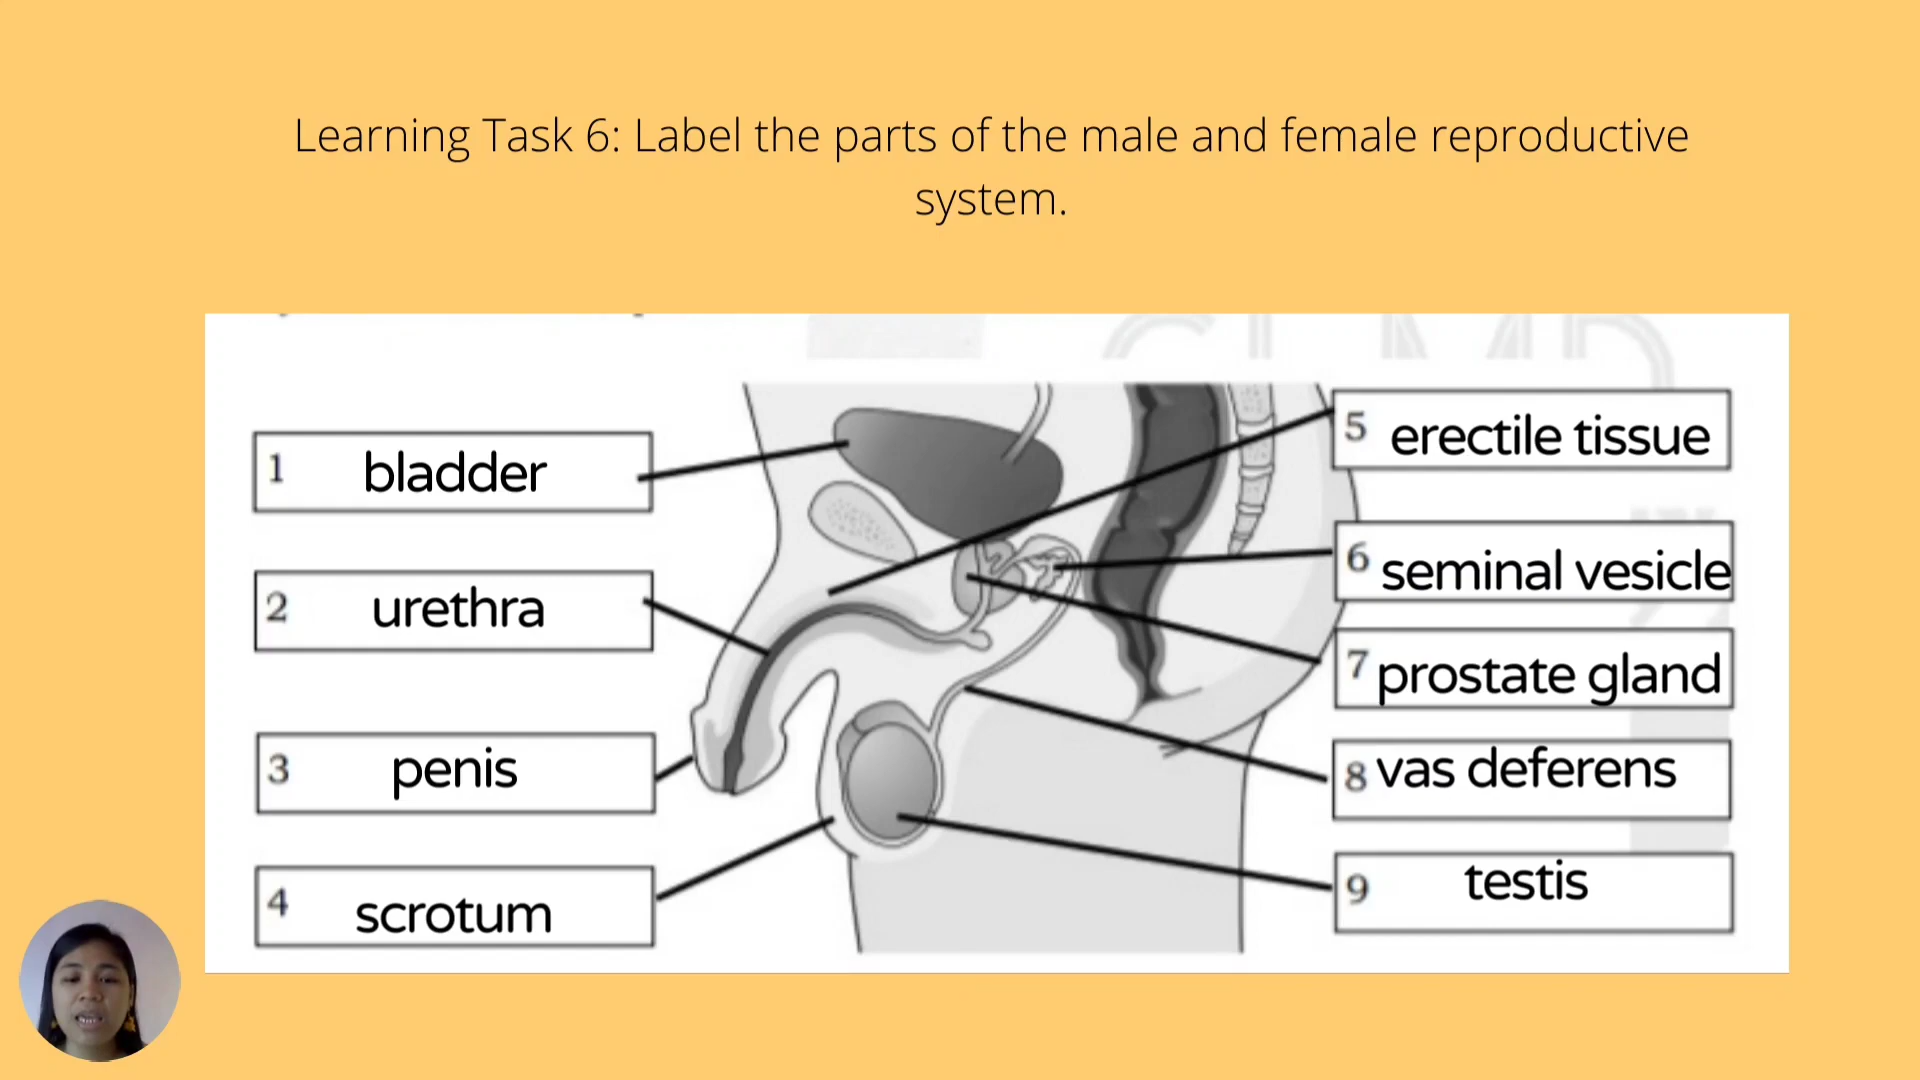 Learning Task 6: Label the parts of the male and female reproductive
system.
1 bladder
2 urethra
3 penis
4 scrotum
5 erectile tissue
6 seminal vesicle
7 prostate gland
8 vas deferens
9 testis